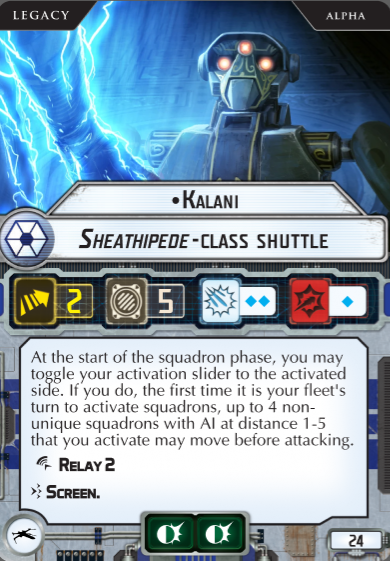 LEGACY
ALPHA
•KALANI
SHEATHIPEDE-CLASS SHUTTLE
2
5
At the start of the squadron phase, you may
toggle your activation slider to the activated
side. If you do, the first time it is your fleet's
turn to activate squadrons, up to 4 non-
unique squadrons with AI at distance 1-5
that you activate may move before attacking.
RELAY 2
SCREEN.
24